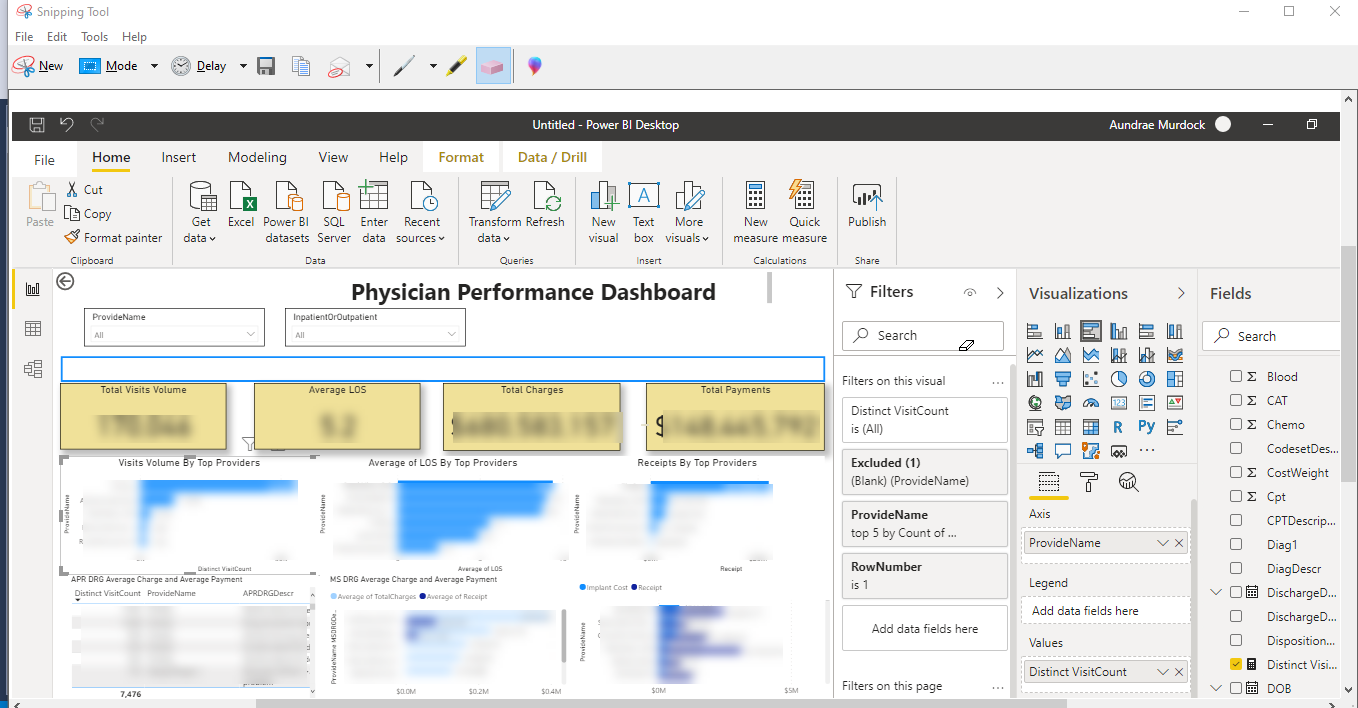 Snipping Tool
File Edit Tools Help
New Mode Delay
Untitled - Power BI Desktop
Aundrae Murdock
File Home Insert Modeling View Help Format Data / Drill
Paste
Cut
Copy
Format painter
Clipboard
Get data
Excel
Power BI datasets
SQL Server
Enter data
Recent sources
Data
Transform data
Refresh
Queries
New visual
Text box
More visuals
Insert
New measure
Quick measure
Calculations
Publish
Share
Physician Performance Dashboard
ProvideName
All
InpatientOrOutpatient
All
Total Visits Volume
Average LOS
Total Charges
Total Payments
Visits Volume By Top Providers
ProvideName
Distinct VisitCount
Average of LOS By Top Providers
ProvideName
Average of LOS
Receipts By Top Providers
ProvideName
Receipt
APR DRG Average Charge and Average Payment
Distinct VisitCount ProvideName APRDRGDescr
7,476
MS DRG Average Charge and Average Payment
Average of TotalCharges Average of Receipt
ProvideName MSDRGDe...
$0.0M $0.2M $0.4M
Implant Cost Receipt
ProvideName
$0M $5M
Filters
Search
Filters on this visual ...
Distinct VisitCount
is (All)
Excluded (1)
(Blank) (ProvideName)
ProvideName
top 5 by Count of ...
RowNumber
is 1
Add data fields here
Filters on this page ...
Visualizations
R Py
...
Axis
ProvideName
Legend
Add data fields here
Values
Distinct VisitCount
Fields
Search
Σ Blood
Σ CAT
Σ Chemo
CodesetDes...
Σ CostWeight
Σ Cpt
CPTDescrip...
Diag1
DiagDescr
DischargeD...
DischargeD...
Disposition...
Distinct Visi...
DOB